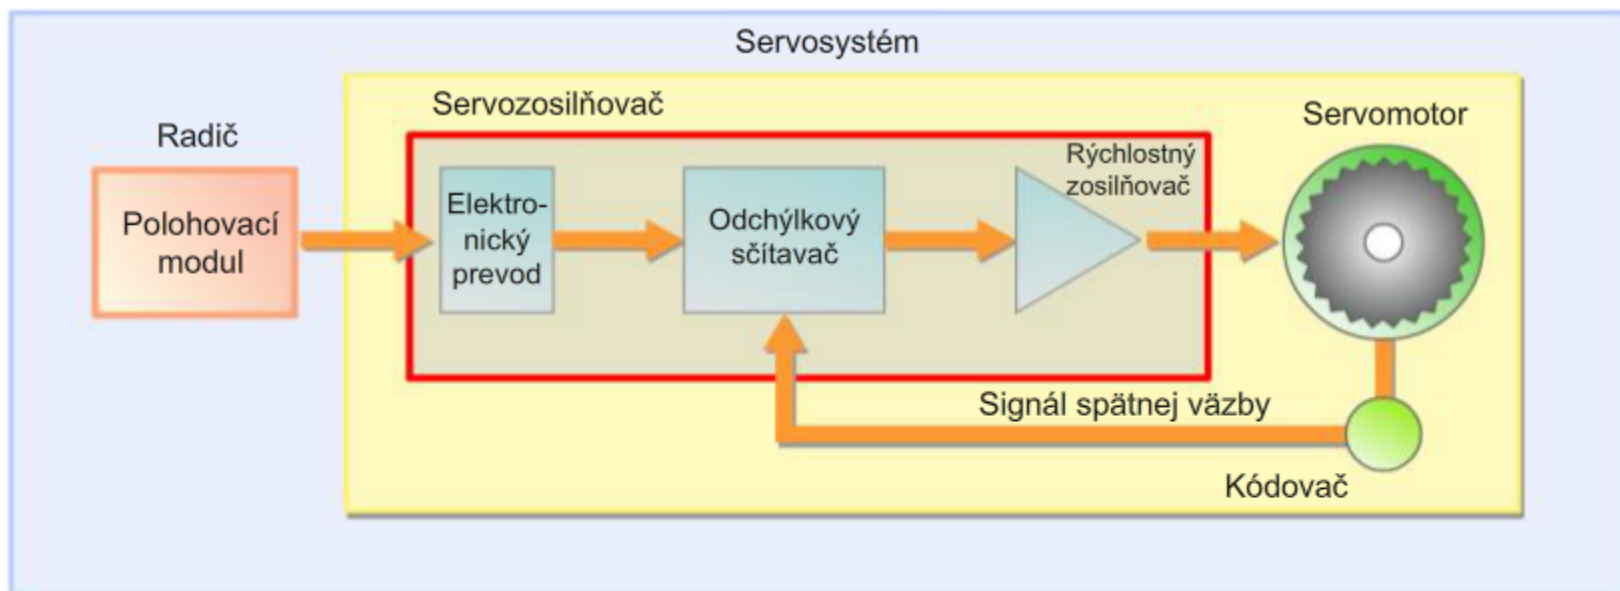 Servosystém
Servozosilňovač
Servomotor
Radič
Rýchlostný
zosilňovač
Polohovací
modul
Elektro-
nický
prevod
Odchýlkový
sčítavač
Signál spätnej väzby
Kódovač